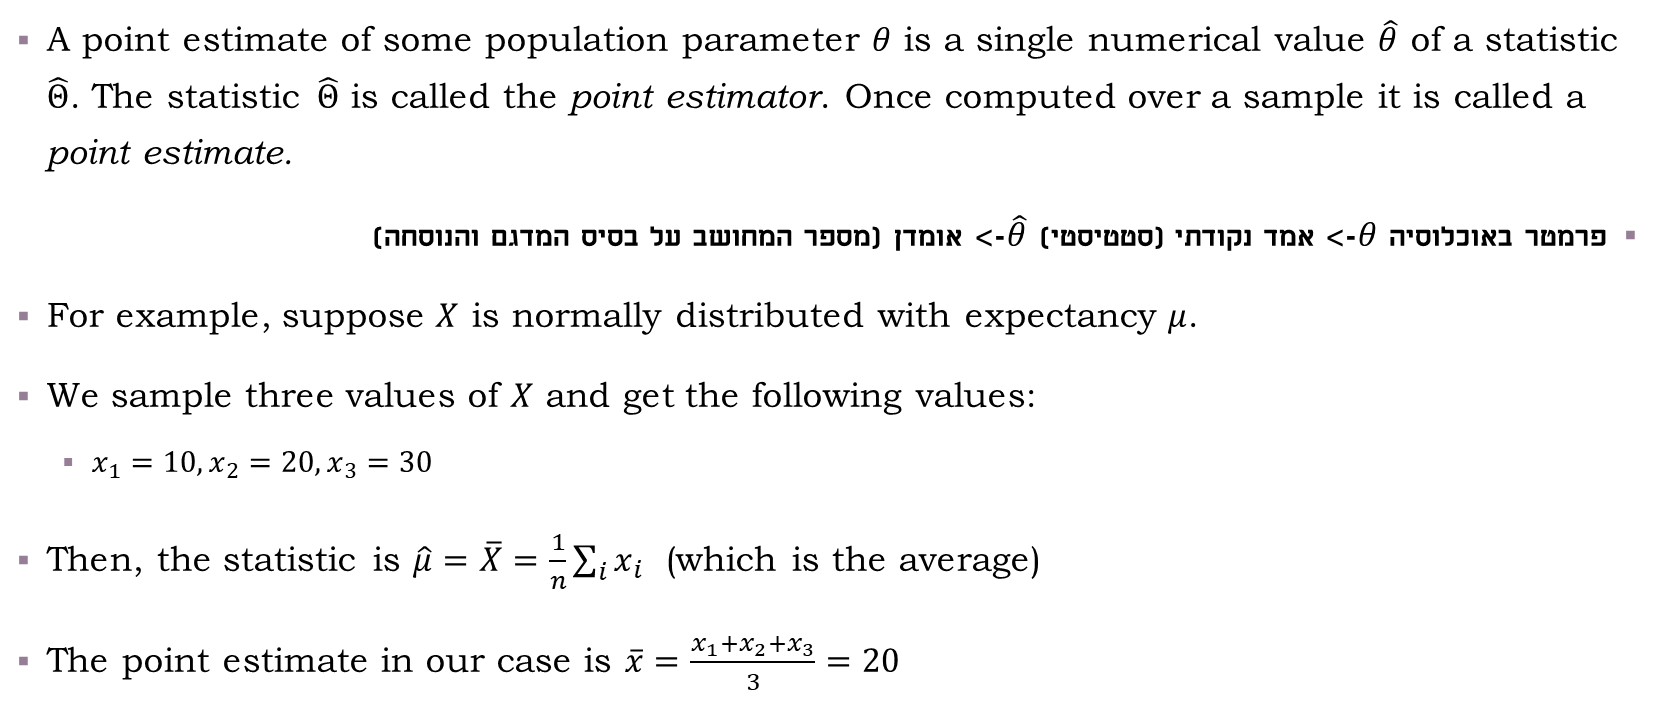 ▪ A point estimate of some population parameter θ is a single numerical value θ̂ of a statistic
Θ̂. The statistic Θ̂ is called the point estimator. Once computed over a sample it is called a
point estimate.
▪ פרמטר באוכלוסיה θ-> אמד נקודתי (סטטיסטי) θ̂-> אומדן (מספר המחושב על בסיס המדגם והנוסחה)
▪ For example, suppose X is normally distributed with expectancy μ.
▪ We sample three values of X and get the following values:
▪ x₁ = 10, x₂ = 20, x₃ = 30
▪ Then, the statistic is μ̂ = X̄ = 1/n ∑ᵢ xᵢ (which is the average)
▪ The point estimate in our case is x̄ = (x₁+x₂+x₃)/3 = 20